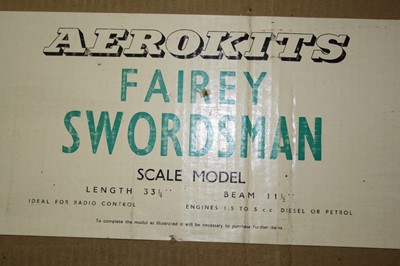 AEROKITS
FAIREY
SWORDSMAN
SCALE MODEL
LENGTH 33¼" BEAM 11½"
IDEAL FOR RADIO CONTROL ENGINES 1.5 TO 5 c.c. DIESEL OR PETROL
To complete the model as illustrated it will be necessary to purchase further items